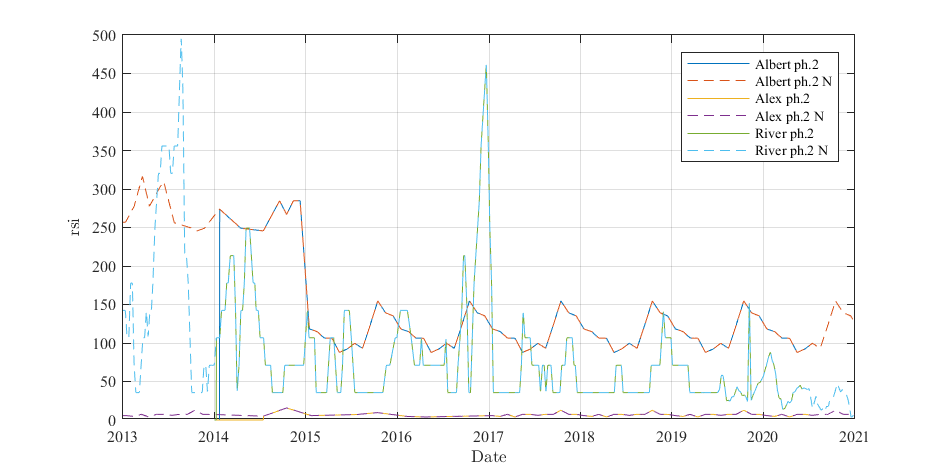 500
450
400
350
300
250
200
150
100
50
0
rsi
2013 2014 2015 2016 2017 2018 2019 2020 2021
Date
Albert ph.2
Albert ph.2 N
Alex ph.2
Alex ph.2 N
River ph.2
River ph.2 N